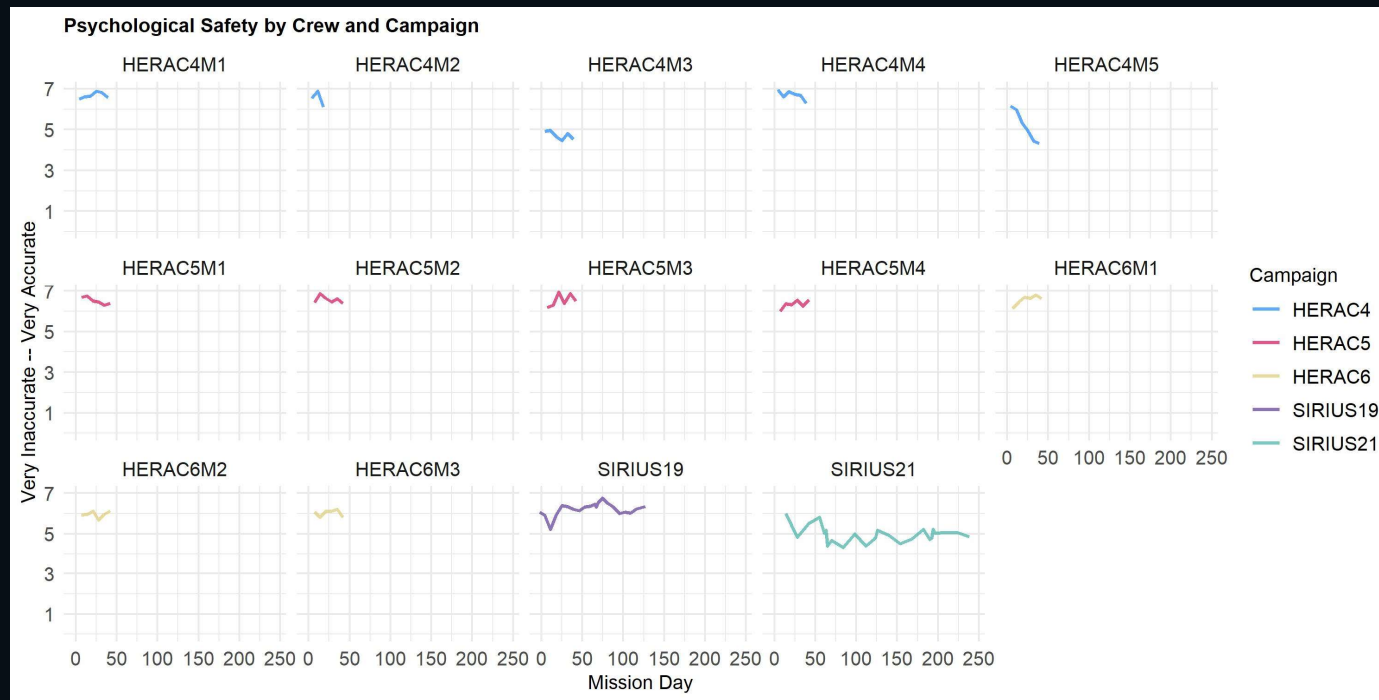 Psychological Safety by Crew and Campaign
HERAC4M1 HERAC4M2 HERAC4M3 HERAC4M4 HERAC4M5
7
5
3
1
HERAC5M1 HERAC5M2 HERAC5M3 HERAC5M4 HERAC6M1
7
5
3
1
0 50 100 150 200 250
HERAC6M2 HERAC6M3 SIRIUS19 SIRIUS21
7
5
3
1
0 50 100 150 200 250 0 50 100 150 200 250 0 50 100 150 200 250 0 50 100 150 200 250
Mission Day
Very Inaccurate -- Very Accurate
Campaign
HERAC4
HERAC5
HERAC6
SIRIUS19
SIRIUS21